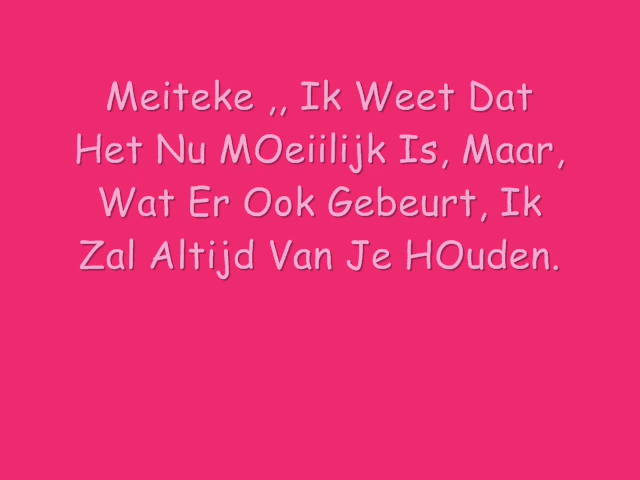 Meiteke ,, Ik Weet Dat
Het Nu MOeiilijk Is, Maar,
Wat Er Ook Gebeurt, Ik
Zal Altijd Van Je HOuden.